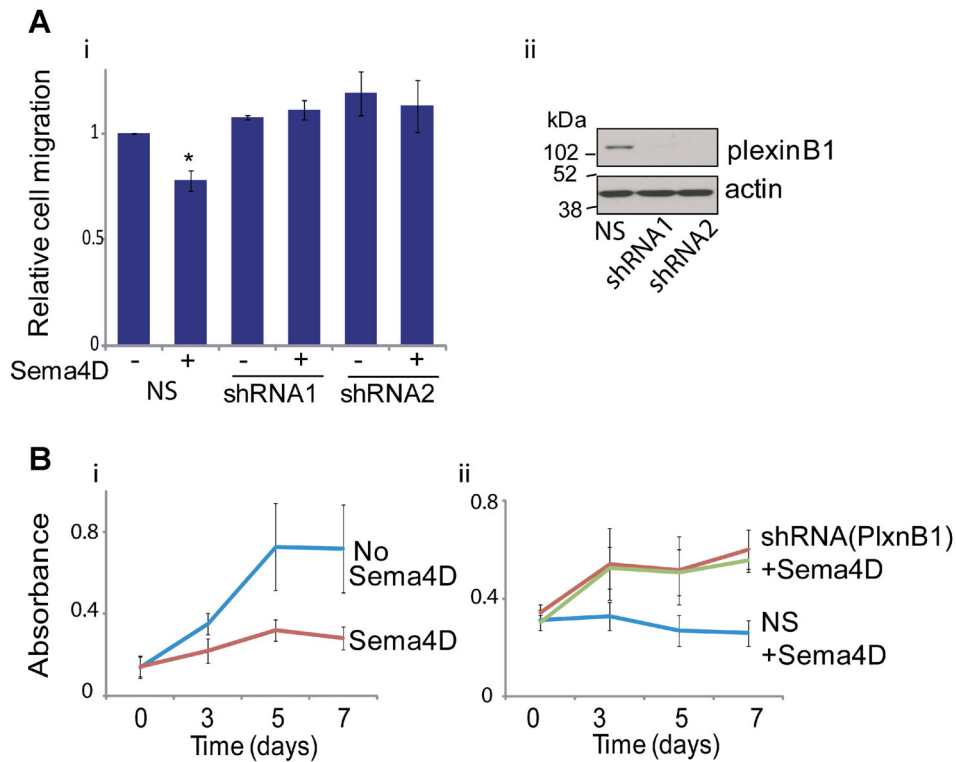 A
i
Relative cell migration
1
0.5
0
*
Sema4D
- + - + - +
NS shRNA1 shRNA2
ii
kDa
102
52
38
plexinB1
actin
NS shRNA1 shRNA2
B
i
Absorbance
0.8
0.4
0
No
Sema4D
Sema4D
0 3 5 7
Time (days)
ii
0.8
0.4
0
shRNA(PlxnB1)
+Sema4D
NS
+Sema4D
0 3 5 7
Time (days)